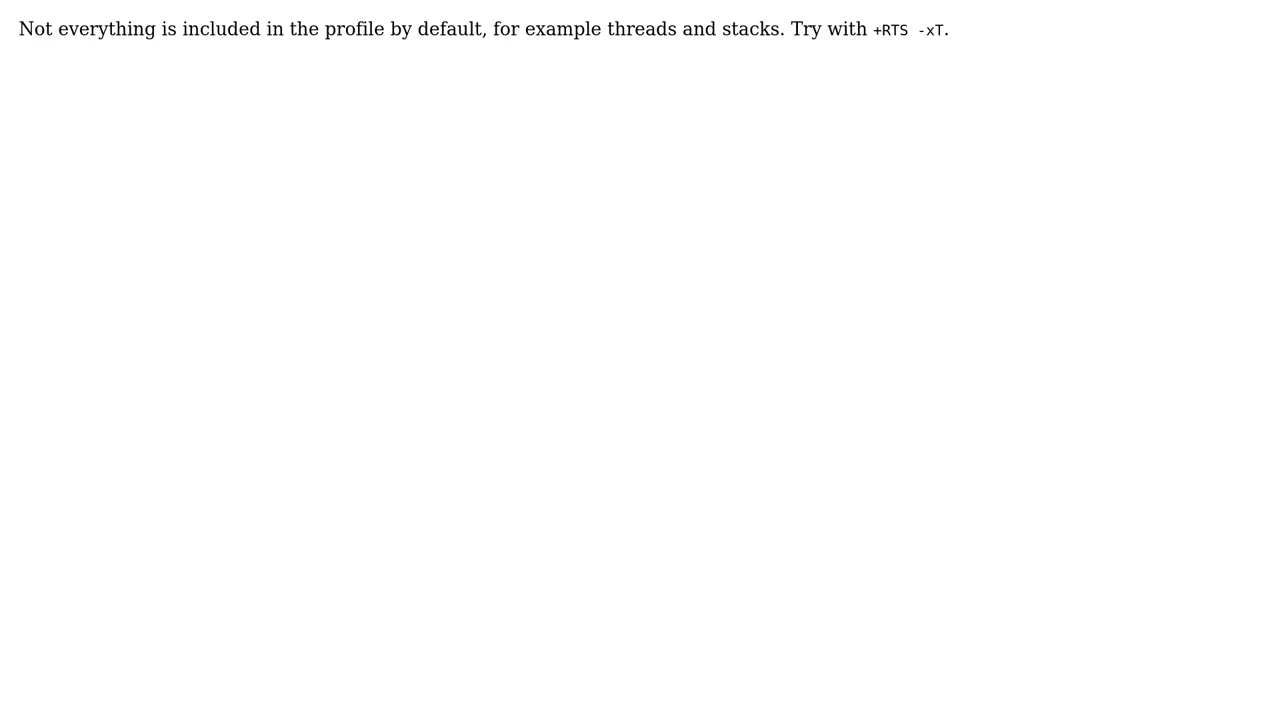 Not everything is included in the profile by default, for example threads and stacks. Try with +RTS -xT.